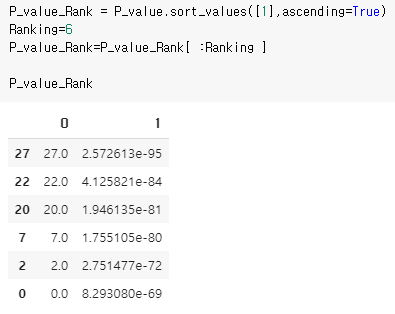 P_value_Rank = P_value.sort_values([1],ascending=True)
Ranking=6
P_value_Rank=P_value_Rank[ :Ranking ]
P_value_Rank
0 1
27 27.0 2.572613e-95
22 22.0 4.125821e-84
20 20.0 1.946135e-81
7 7.0 1.755105e-80
2 2.0 2.751477e-72
0 0.0 8.293080e-69